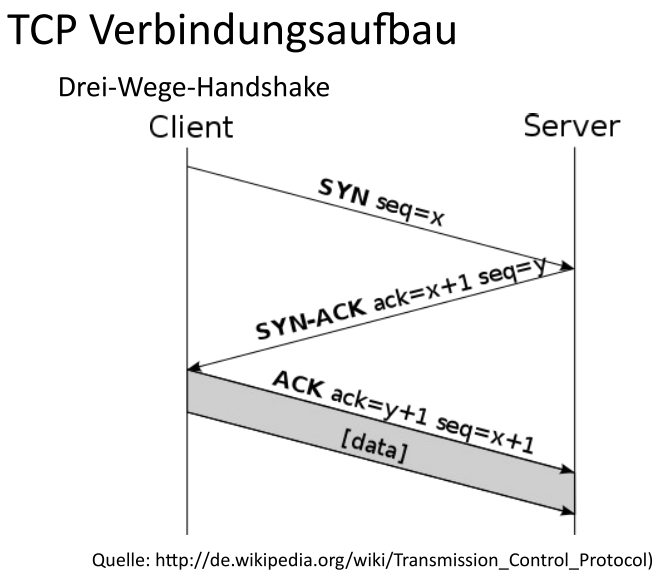 TCP Verbindungsaufbau
Drei-Wege-Handshake
Client
Server
SYN seq=x
SYN-ACK ack=x+1 seq=y
ACK ack=y+1 seq=x+1
[data]
Quelle: http://de.wikipedia.org/wiki/Transmission_Control_Protocol)